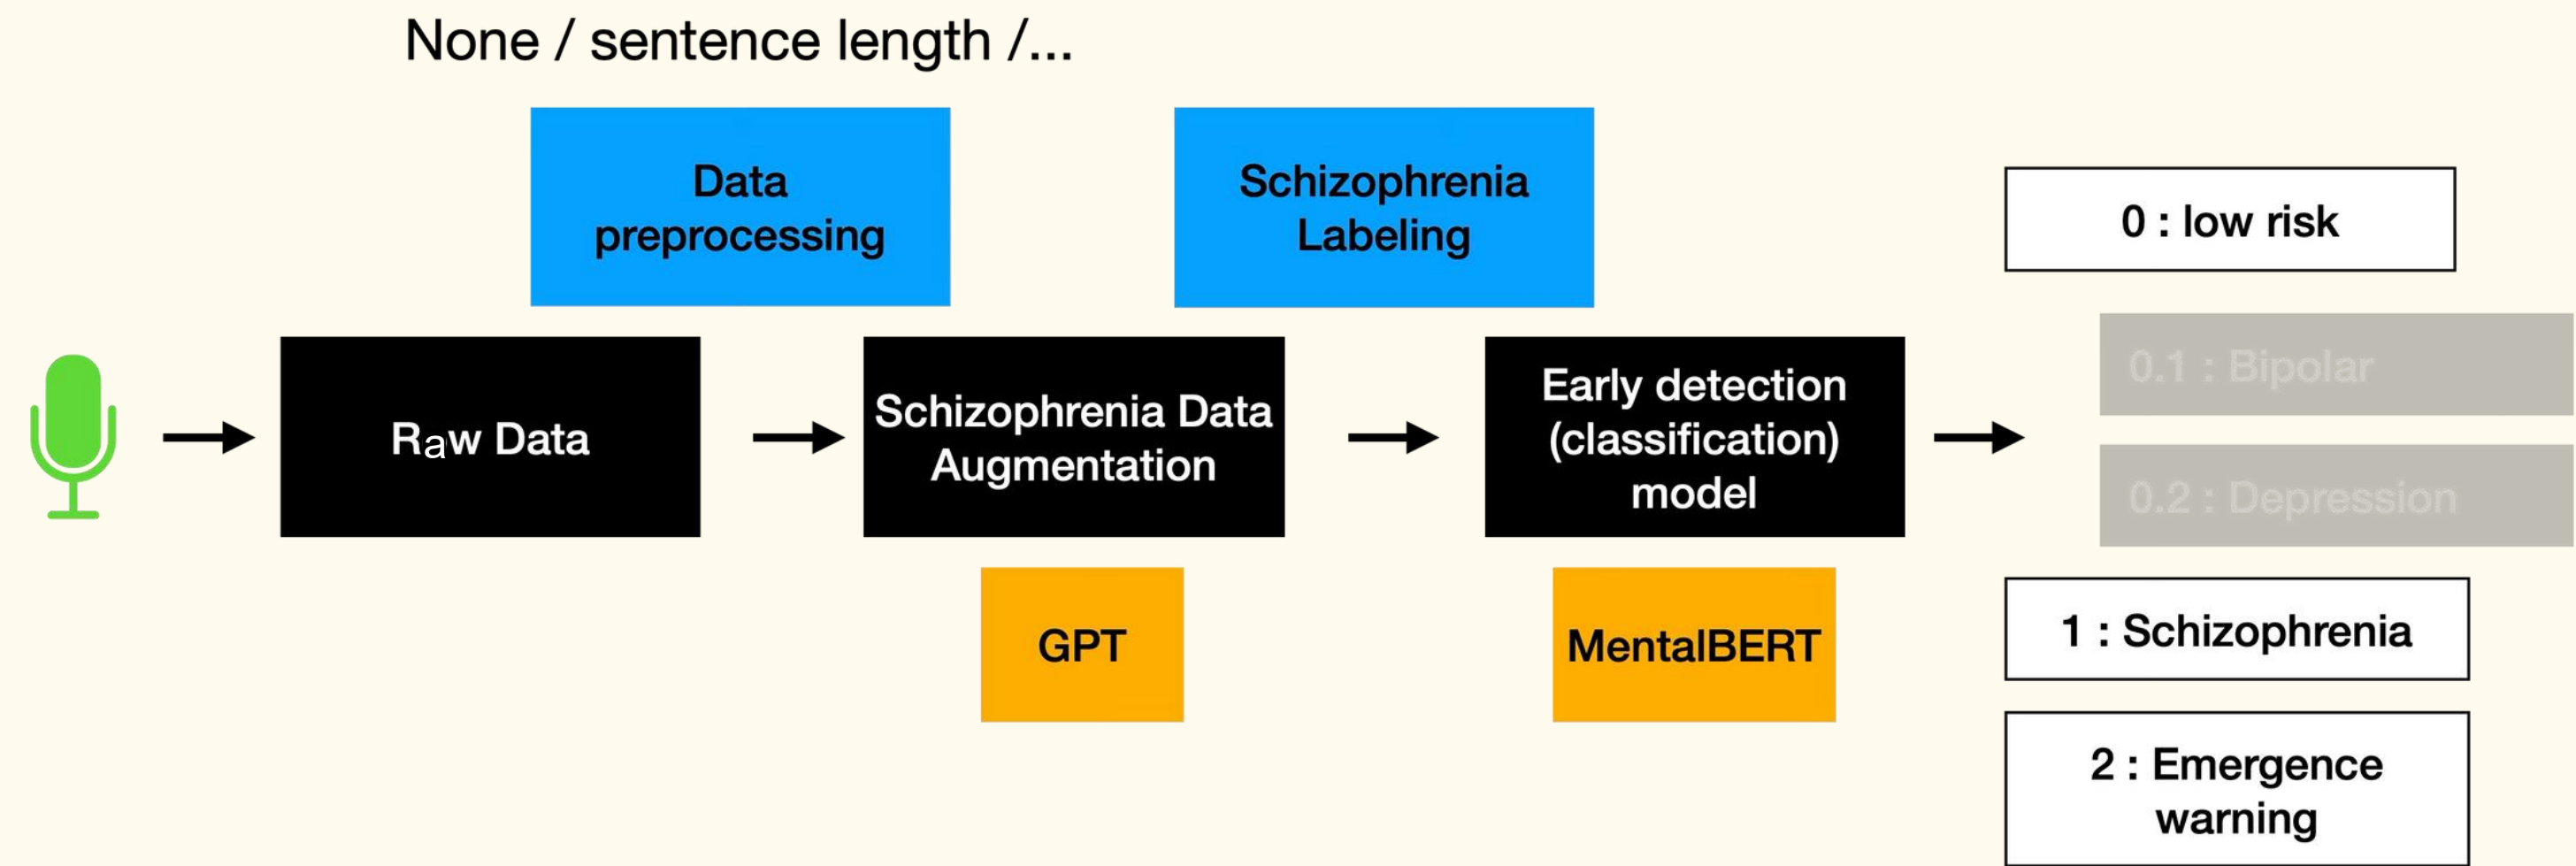 None / sentence length /...
Data
preprocessing
Schizophrenia
Labeling
Raw Data
Schizophrenia Data
Augmentation
Early detection
(classification)
model
GPT
MentalBERT
0 : low risk
0.1 : Bipolar
0.2 : Depression
1 : Schizophrenia
2 : Emergence
warning